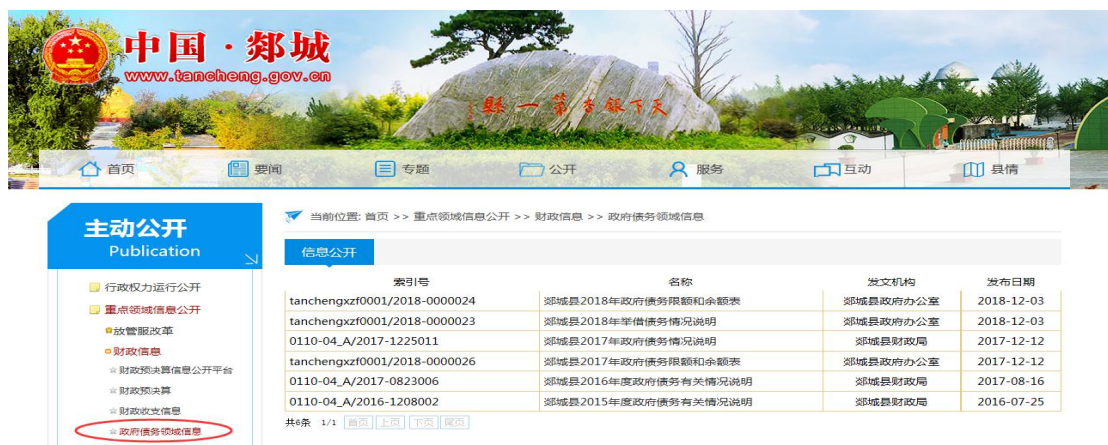 中国·郯城
www.tancheng.gov.cn
天下银杏第一縣
首页 要闻 专题 公开 服务 互动 县情
主动公开
Publication
行政权力运行公开
重点领域信息公开
放管服改革
财政信息
☆财政预决算信息公开平台
☆财政预决算
☆财政收支信息
☆政府债务领域信息
当前位置: 首页 >> 重点领域信息公开 >> 财政信息 >> 政府债务领域信息
信息公开
索引号 名称 发文机构 发布日期
tanchengxzf0001/2018-0000024 郯城县2018年政府债务限额和余额表 郯城县政府办公室 2018-12-03
tanchengxzf0001/2018-0000023 郯城县2018年举借债务情况说明 郯城县政府办公室 2018-12-03
0110-04_A/2017-1225011 郯城县2017年政府债务情况说明 郯城县财政局 2017-12-12
tanchengxzf0001/2018-0000026 郯城县2017年政府债务限额和余额表 郯城县政府办公室 2017-12-12
0110-04_A/2017-0823006 郯城县2016年度政府债务有关情况说明 郯城县财政局 2017-08-16
0110-04_A/2016-1208002 郯城县2015年度政府债务有关情况说明 郯城县财政局 2016-07-25
共6条 1/1 首页 上页 下页 尾页